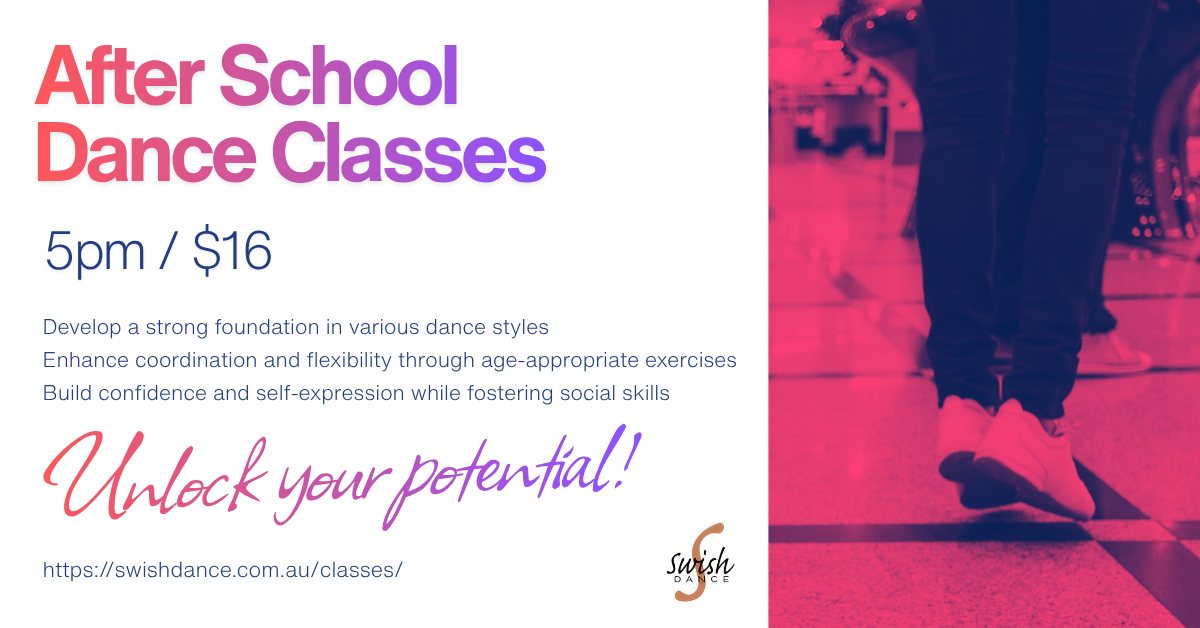 After School
Dance Classes
5pm / $16
Develop a strong foundation in various dance styles
Enhance coordination and flexibility through age-appropriate exercises
Build confidence and self-expression while fostering social skills
Unlock your potential!
https://swishdance.com.au/classes/
swish
DANCE